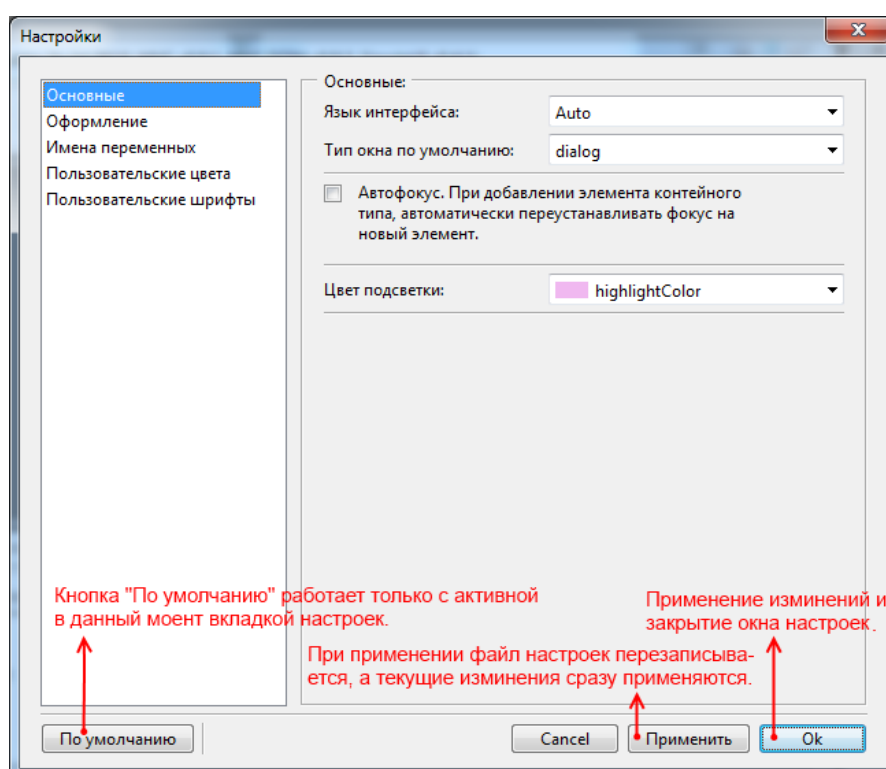 Настройки
Основные
Оформление
Имена переменных
Пользовательские цвета
Пользовательские шрифты
Основные:
Язык интерфейса: Auto
Тип окна по умолчанию: dialog
Автофокус. При добавлении элемента контейного
типа, автоматически переустанавливать фокус на
новый элемент.
Цвет подсветки: highlightColor
Кнопка "По умолчанию" работает только с активной
в данный моент вкладкой настроек.
Применение изминений и
закрытие окна настроек.
При применении файл настроек перезаписыва-
ется, а текущие изминения сразу применяются.
По умолчанию Cancel Применить Ok